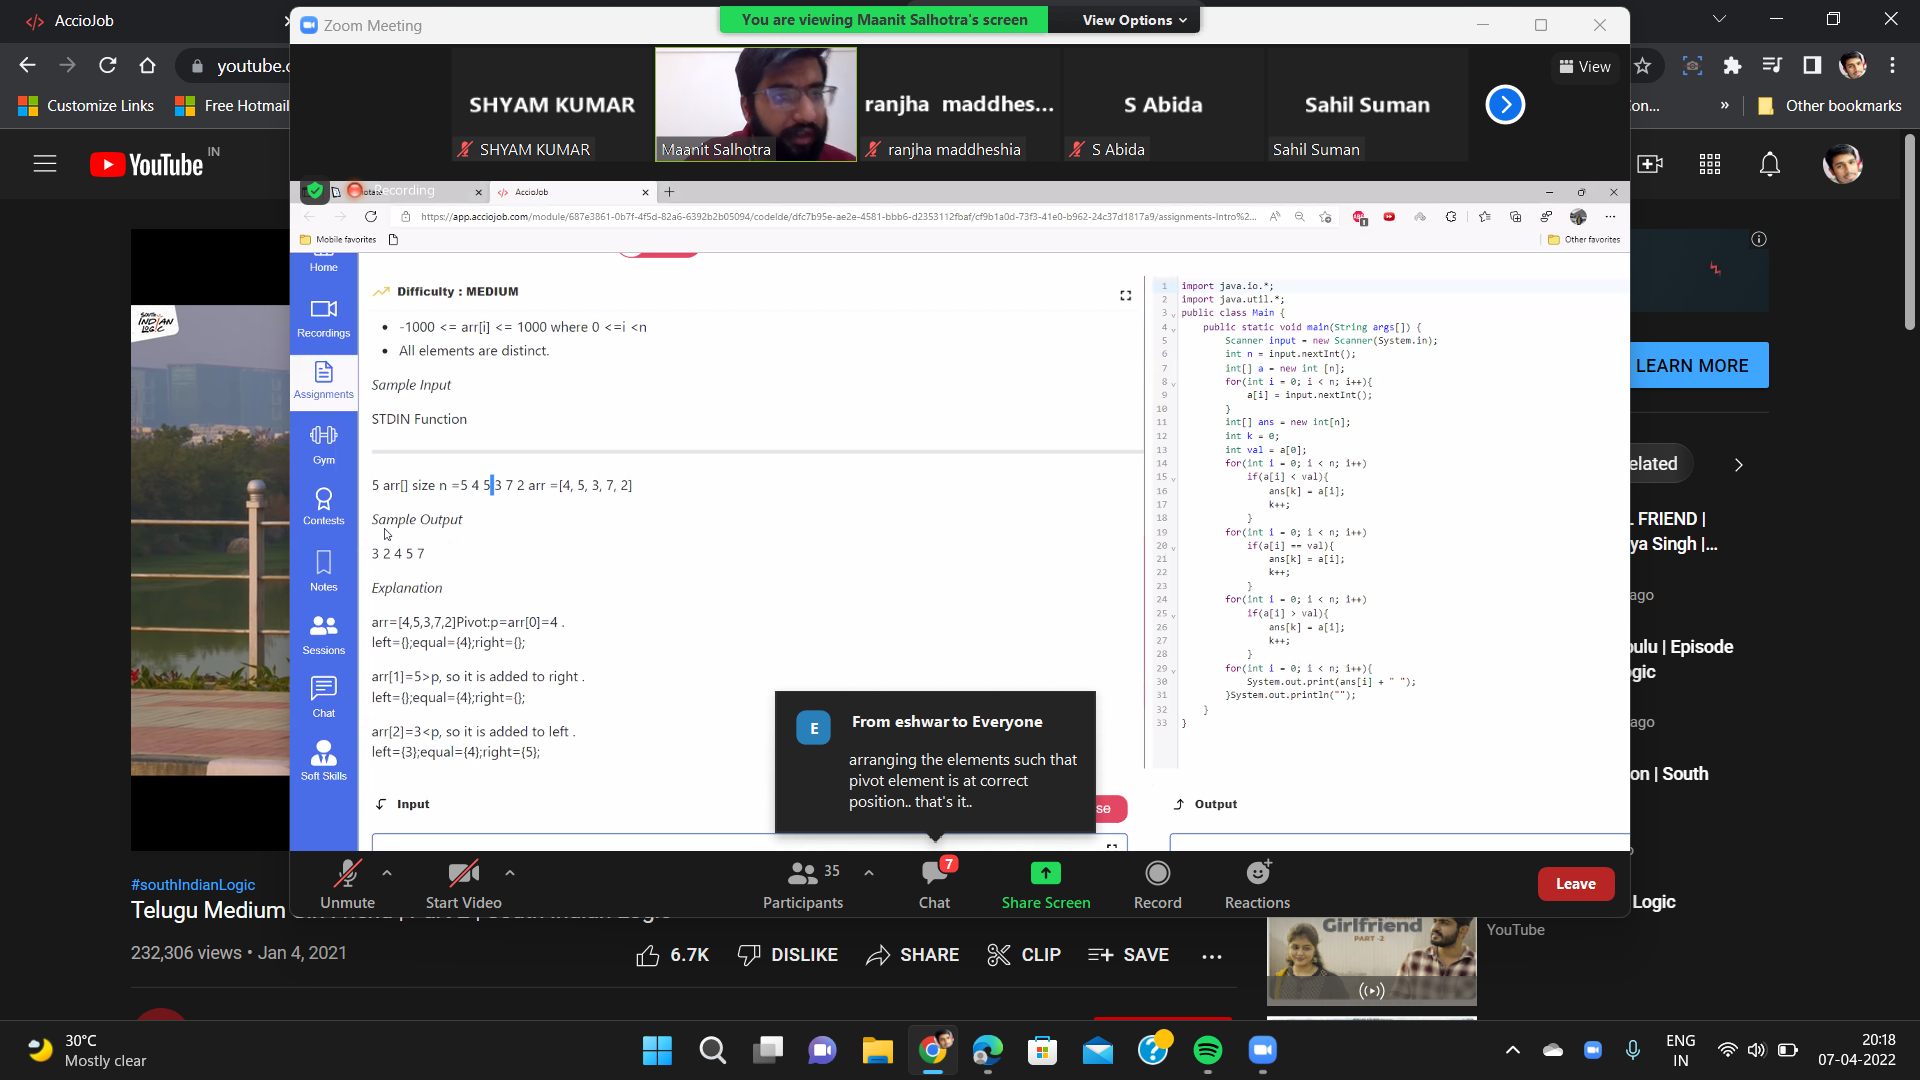 AccioJob
Zoom Meeting
You are viewing Maanit Salhotra's screen
View Options
youtube.c
Customize Links
Free Hotmail
SHYAM KUMAR
ranjha maddhes...
S Abida
Sahil Suman
SHYAM KUMAR
Maanit Salhotra
ranjha maddheshia
S Abida
Sahil Suman
View
on...
»
Other bookmarks
YouTube IN
Recording
AccioJob
https://app.acciojob.com/module/687e3861-0b7f-4f5d-82a6-6392b2b05094/codeIde/dfc7b95e-ae2e-4581-bbb6-d2353112fbaf/cf9b1a0d-73f3-41e0-b962-24c37d1817a9/assignments-Intro%2...
Mobile favorites
Other favorites
Home
Recordings
Assignments
Gym
Contests
Notes
Sessions
Chat
Soft Skills
Difficulty : MEDIUM
• -1000 <= arr[i] <= 1000 where 0 <=i <n
• All elements are distinct.
Sample Input
STDIN Function
5 arr[] size n =5 4 5 3 7 2 arr =[4, 5, 3, 7, 2]
Sample Output
3 2 4 5 7
Explanation
arr=[4,5,3,7,2]Pivot:p=arr[0]=4 .
left={};equal={4};right={};
arr[1]=5>p, so it is added to right .
left={};equal={4};right={};
arr[2]=3<p, so it is added to left .
left={3};equal={4};right={5};
Input
se
Output
1 import java.io.*;
2 import java.util.*;
3 public class Main {
4 public static void main(String args[]) {
5 Scanner input = new Scanner(System.in);
6 int n = input.nextInt();
7 int[] a = new int [n];
8 for(int i = 0; i < n; i++){
9 a[i] = input.nextInt();
10 }
11 int[] ans = new int[n];
12 int k = 0;
13 int val = a[0];
14 for(int i = 0; i < n; i++)
15 if(a[i] < val){
16 ans[k] = a[i];
17 k++;
18 }
19 for(int i = 0; i < n; i++)
20 if(a[i] == val){
21 ans[k] = a[i];
22 k++;
23 }
24 for(int i = 0; i < n; i++)
25 if(a[i] > val){
26 ans[k] = a[i];
27 k++;
28 }
29 for(int i = 0; i < n; i++){
30 System.out.print(ans[i] + " ");
31 }System.out.println("");
32 }
33 }
E
From eshwar to Everyone
arranging the elements such that
pivot element is at correct
position.. that's it..
Unmute
Start Video
35
Participants
7
Chat
Share Screen
Record
Reactions
Leave
SOUTH
INDIAN
LOGIC
LEARN MORE
elated
L FRIEND |
ya Singh |...
ago
oulu | Episode
gic
ago
on | South
Logic
YouTube
Girlfriend
PART -2
#southIndianLogic
Telugu Medium
232,306 views • Jan 4, 2021
6.7K
DISLIKE
SHARE
CLIP
SAVE
30°C
Mostly clear
ENG
IN
20:18
07-04-2022